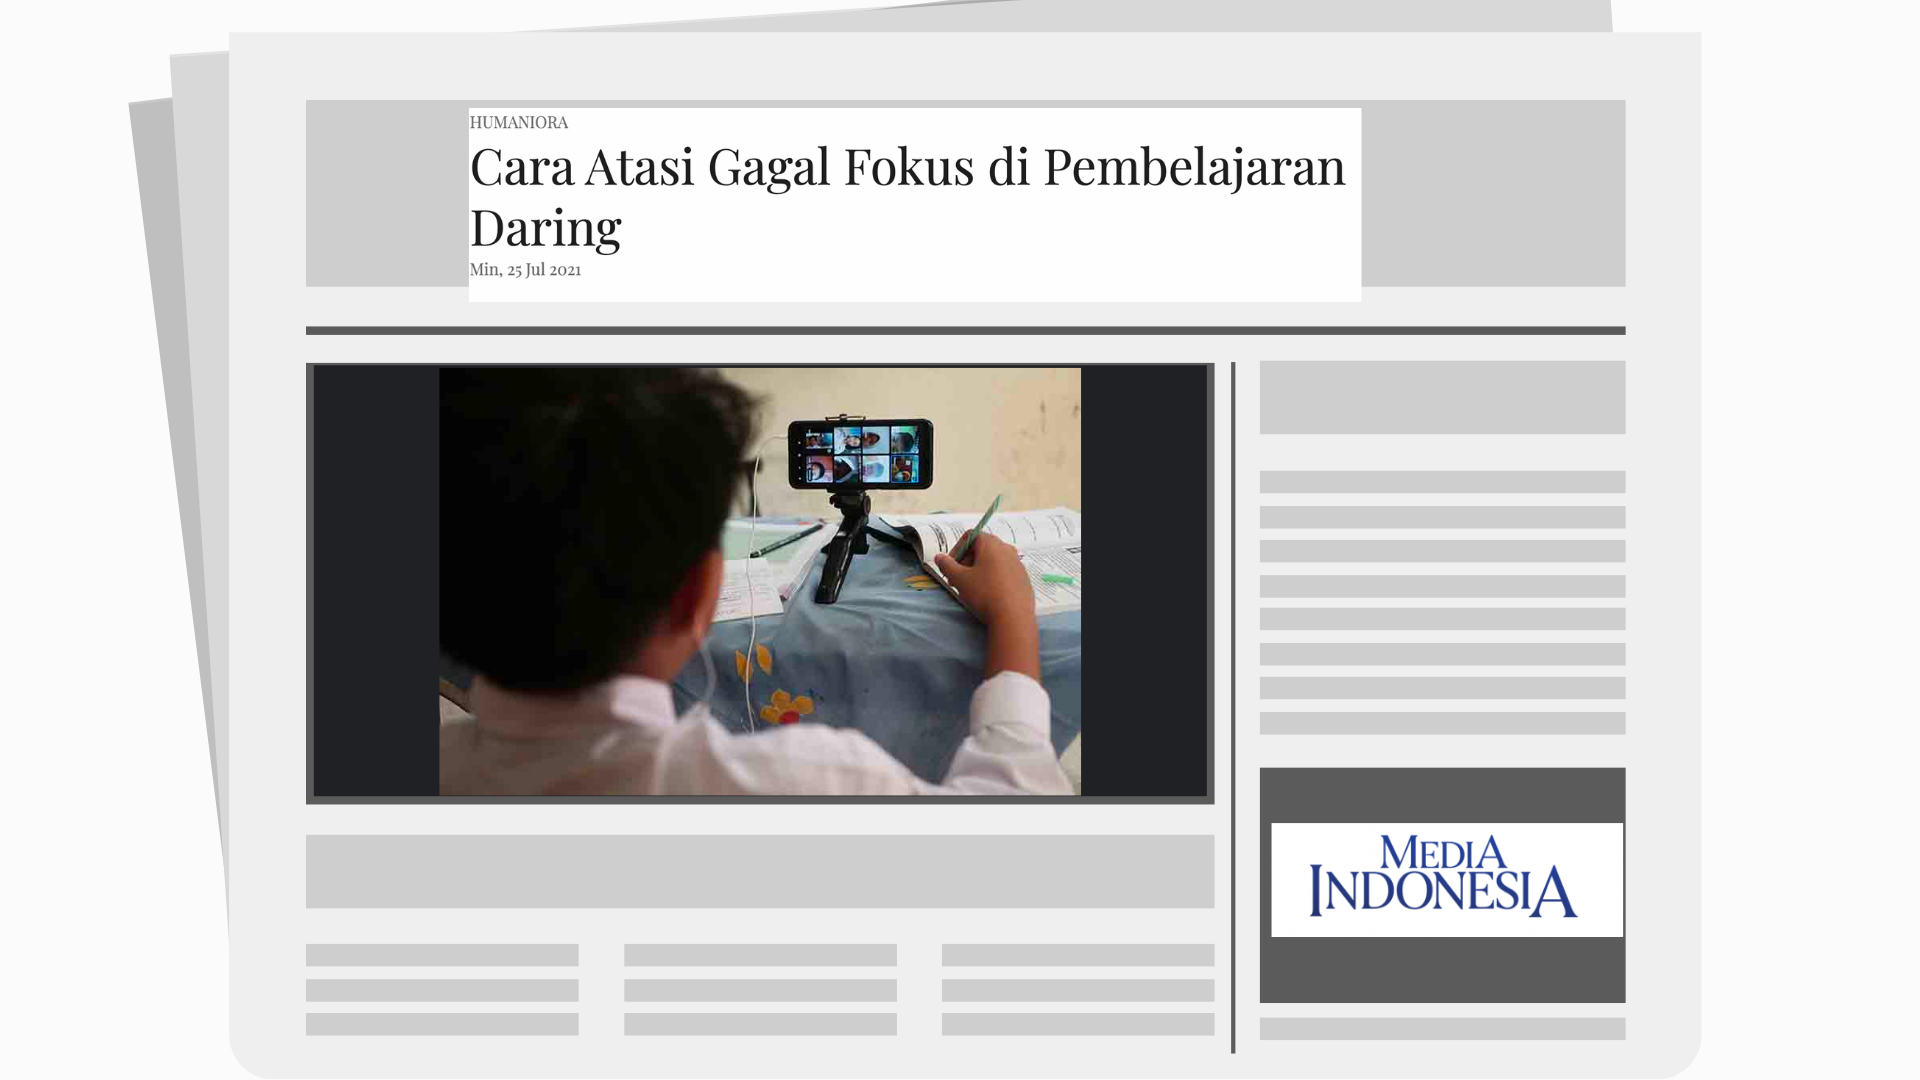 HUMANIORA
Cara Atasi Gagal Fokus di Pembelajaran
Daring
Min, 25 Jul 2021
MEDIA
INDONESIA